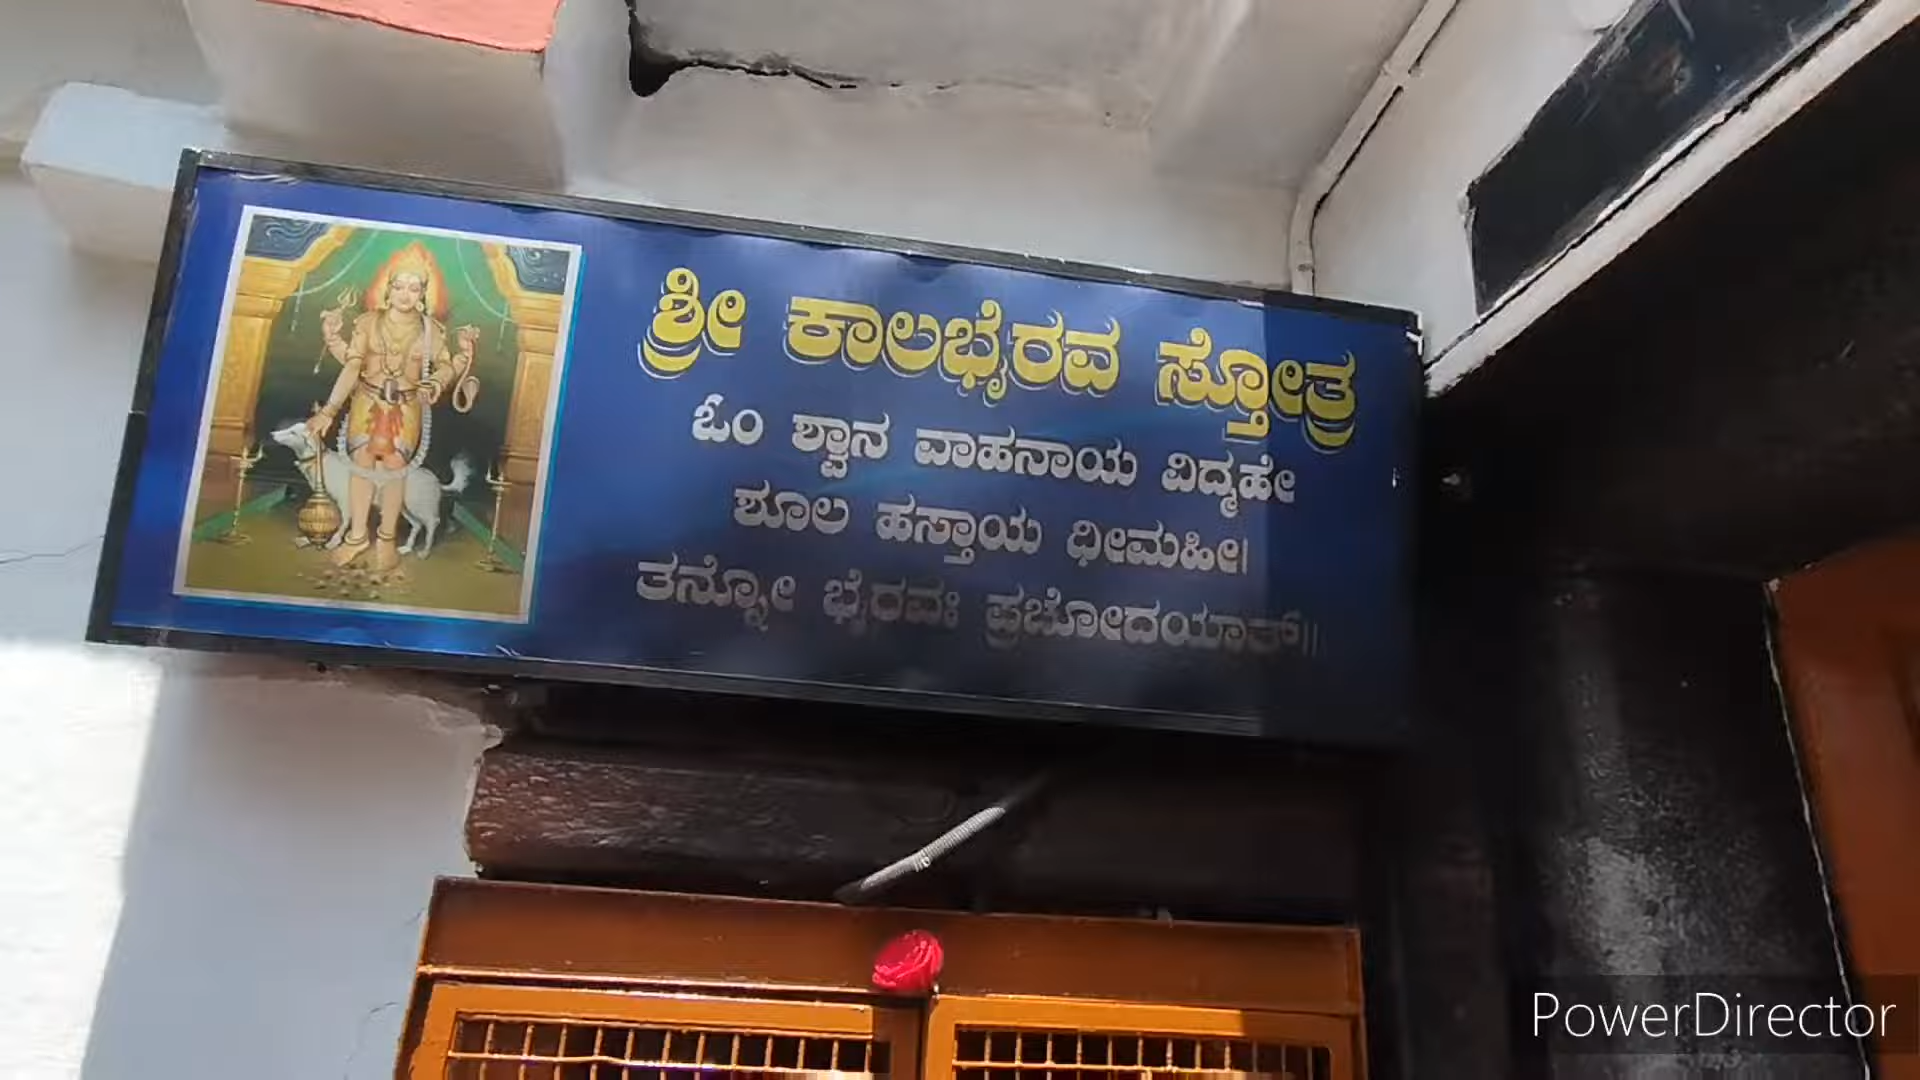 ಶ್ರೀ ಕಾಲಭೈರವ ಸ್ತೋತ್ರ
ಓಂ ಶ್ವಾನ ವಾಹನಾಯ ವಿದ್ಮಹೇ
ಶೂಲ ಹಸ್ತಾಯ ಧೀಮಹೀ।
ತನ್ನೋ ಭೈರವಃ ಪ್ರಚೋದಯಾತ್॥
PowerDirector